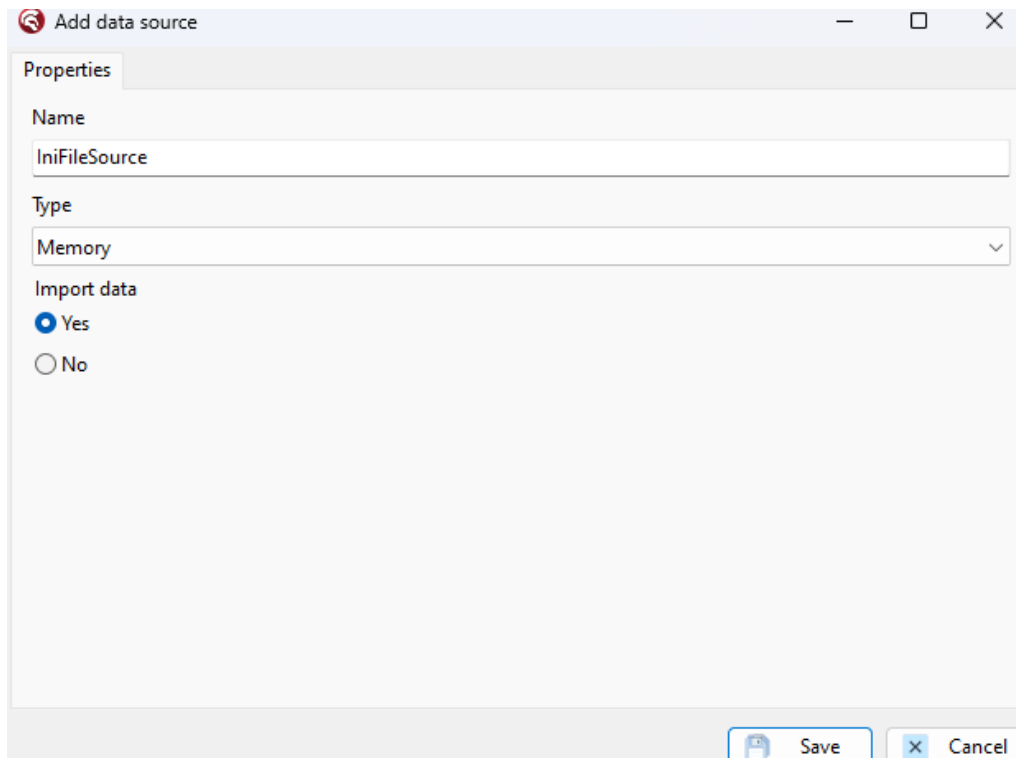 Add data source
Properties
Name
IniFileSource
Type
Memory
Import data
Yes
No
Save Cancel